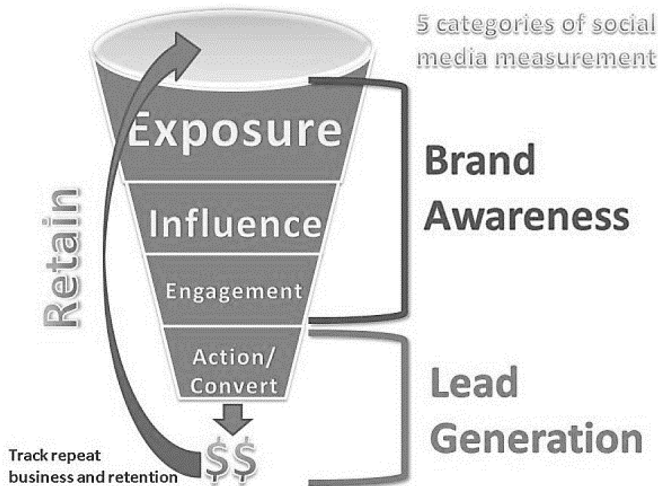 5 categories of social
media measurement
Exposure
Influence
Engagement
Action/
Convert
$$
Brand
Awareness
Lead
Generation
Retain
Track repeat
business and retention